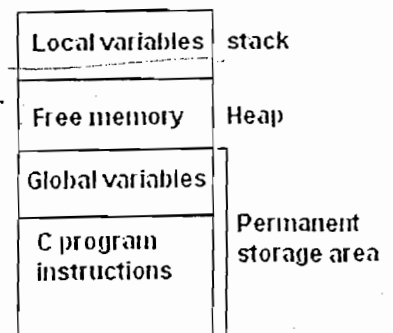 Local variables stack
Free memory Heap
Global variables
C program
instructions
Permanent
storage area